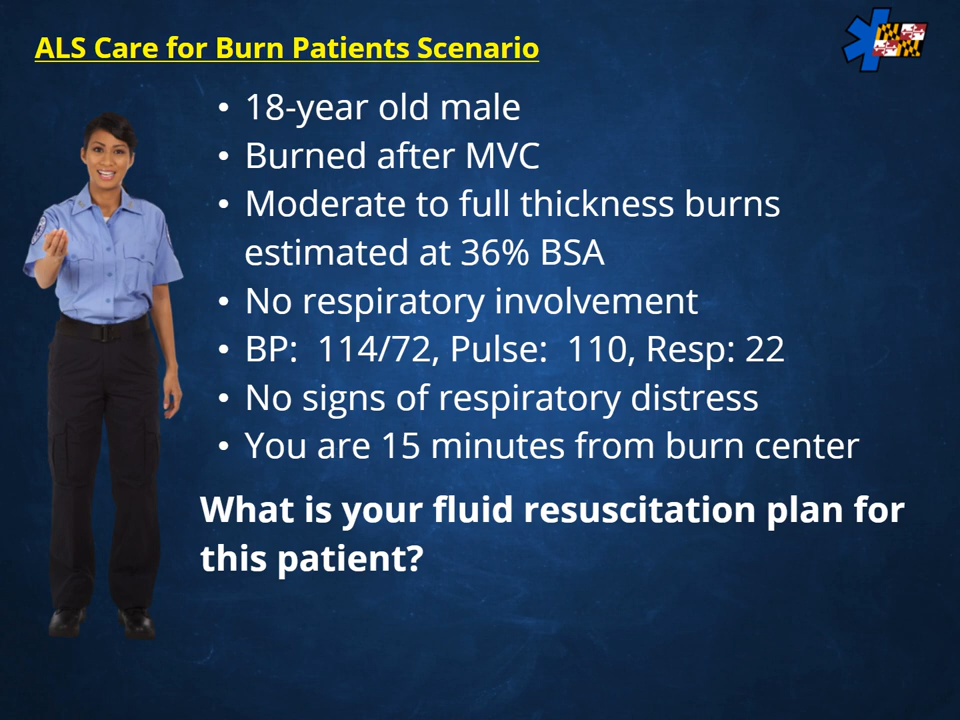 ALS Care for Burn Patients Scenario
• 18-year old male
• Burned after MVC
• Moderate to full thickness burns
estimated at 36% BSA
• No respiratory involvement
• BP:  114/72, Pulse:  110, Resp: 22
• No signs of respiratory distress
• You are 15 minutes from burn center
What is your fluid resuscitation plan for
this patient?